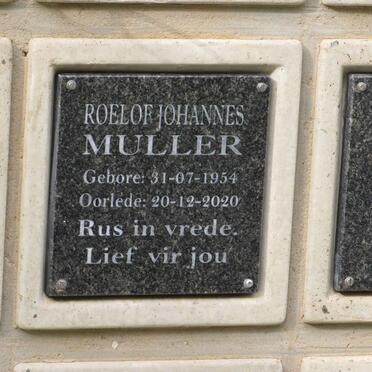 ROELOF JOHANNES
MULLER
Gebore: 31-07-1954
Oorlede: 20-12-2020
Rus in vrede.
Lief vir jou